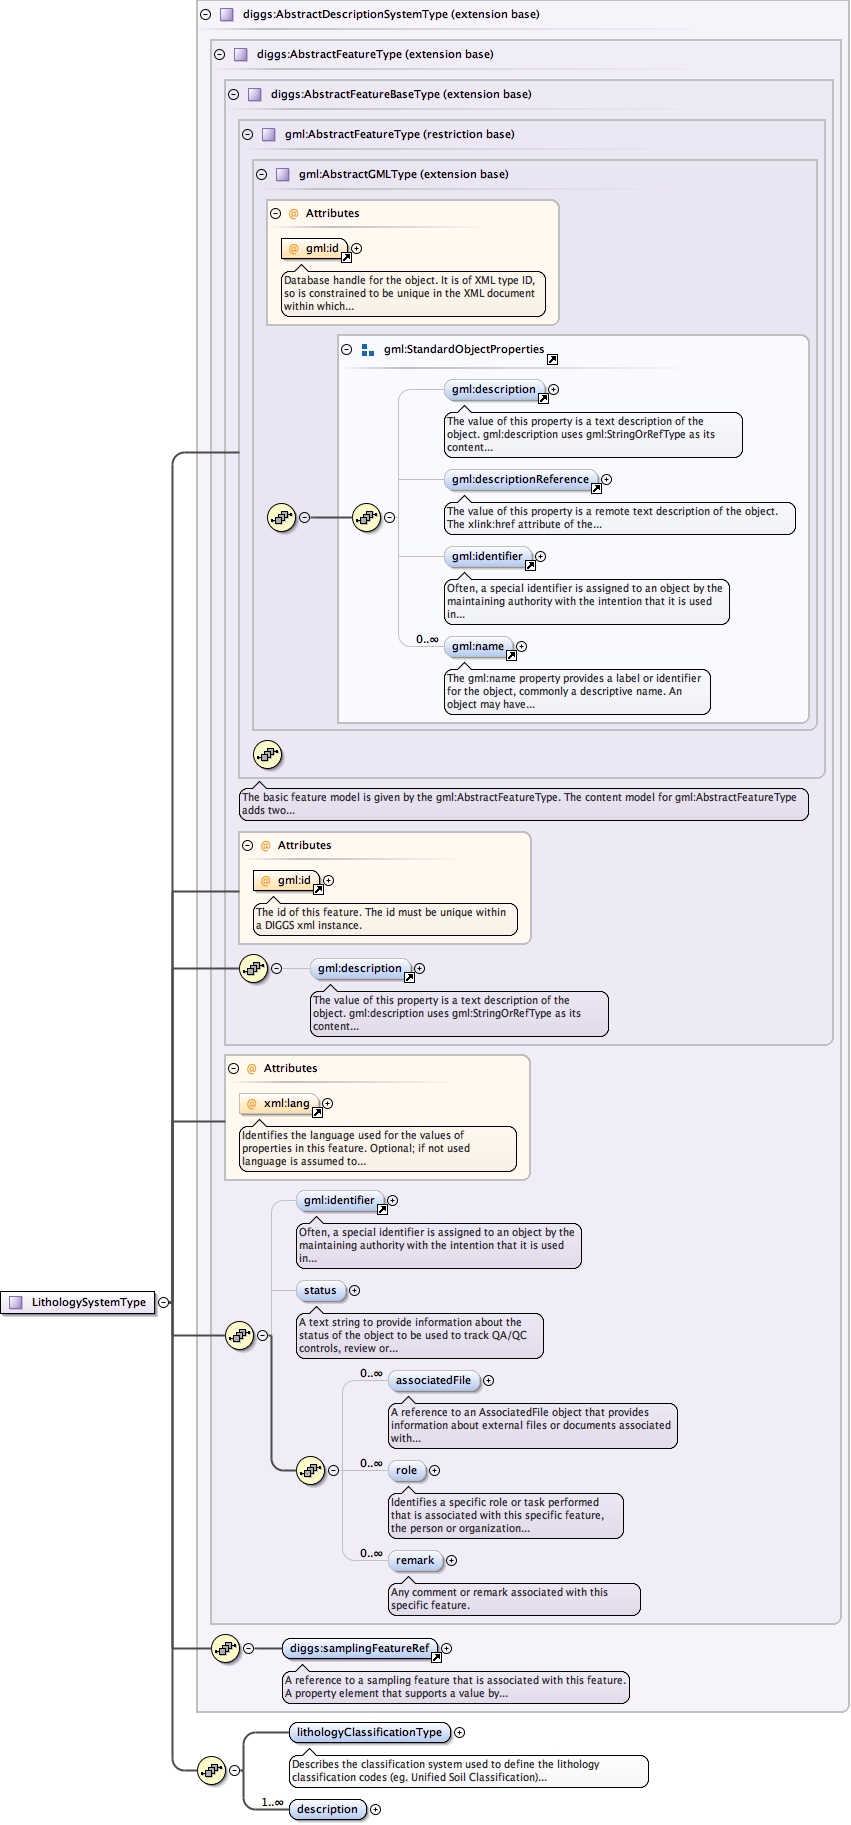 diggs:AbstractDescriptionSystemType (extension base)
diggs:AbstractFeatureType (extension base)
diggs:AbstractFeatureBaseType (extension base)
gml:AbstractFeatureType (restriction base)
gml:AbstractGMLType (extension base)
@ Attributes
@ gml:id
Database handle for the object. It is of XML type ID,
so is constrained to be unique in the XML document
within which...
gml:StandardObjectProperties
gml:description
The value of this property is a text description of the
object. gml:description uses gml:StringOrRefType as its
content...
gml:descriptionReference
The value of this property is a remote text description of the object.
The xlink:href attribute of the...
gml:identifier
Often, a special identifier is assigned to an object by the
maintaining authority with the intention that it is used
in...
0..∞
gml:name
The gml:name property provides a label or identifier
for the object, commonly a descriptive name. An
object may have...
The basic feature model is given by the gml:AbstractFeatureType. The content model for gml:AbstractFeatureType
adds two...
@ Attributes
@ gml:id
The id of this feature. The id must be unique within
a DIGGS xml instance.
gml:description
The value of this property is a text description of the
object. gml:description uses gml:StringOrRefType as its
content...
@ Attributes
@ xml:lang
Identifies the language used for the values of
properties in this feature. Optional; if not used
language is assumed to...
gml:identifier
Often, a special identifier is assigned to an object by the
maintaining authority with the intention that it is used
in...
LithologySystemType
status
A text string to provide information about the
status of the object to be used to track QA/QC
controls, review or...
0..∞
associatedFile
A reference to an AssociatedFile object that provides
information about external files or documents associated
with...
0..∞
role
Identifies a specific role or task performed
that is associated with this specific feature,
the person or organization...
0..∞
remark
Any comment or remark associated with this
specific feature.
diggs:samplingFeatureRef
A reference to a sampling feature that is associated with this feature.
A property element that supports a value by...
lithologyClassificationType
Describes the classification system used to define the lithology
classification codes (eg. Unified Soil Classification)...
1..∞
description